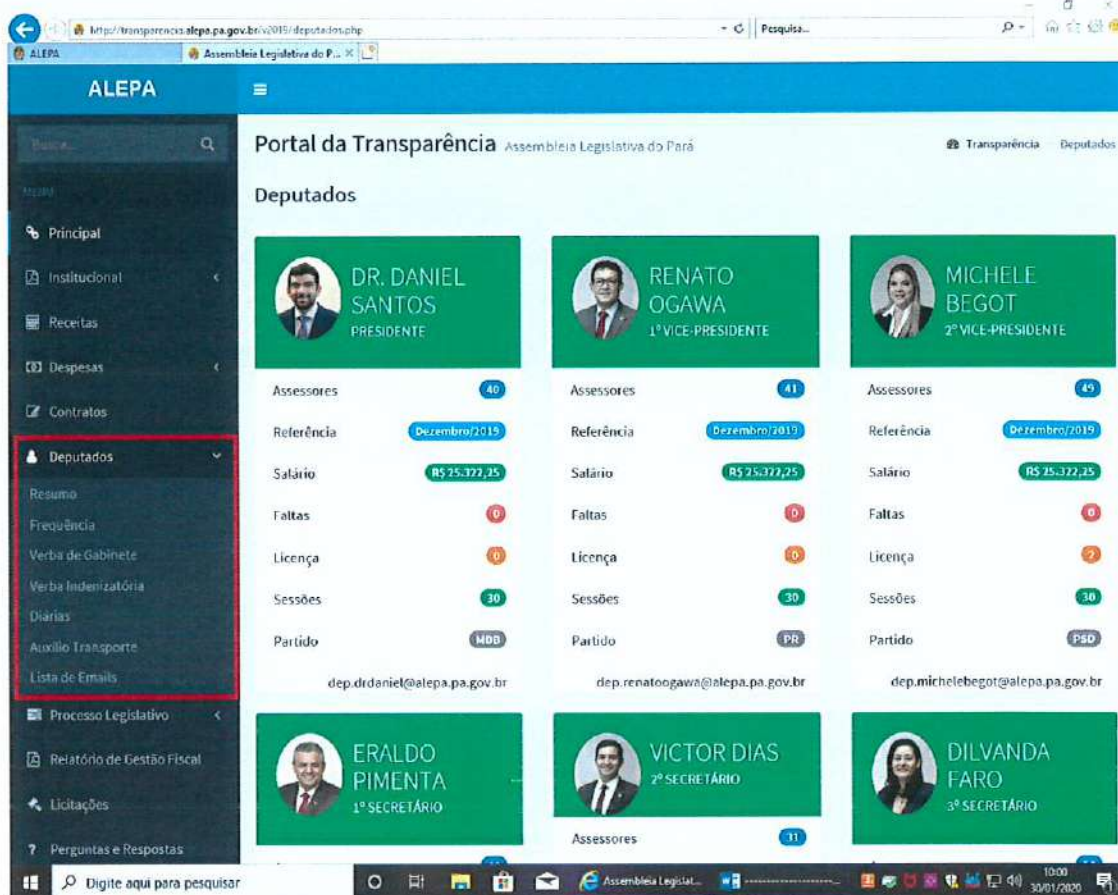 http://transparencia.alepa.pa.gov.br/v2019/deputados.php
Pesquisa...
ALEPA
Assembleia Legislativa do P...
ALEPA
Busca...
MENU
Principal
Institucional
Receitas
Despesas
Contratos
Deputados
Resumo
Frequência
Verba de Gabinete
Verba Indenizatória
Diárias
Auxílio Transporte
Lista de Emails
Processo Legislativo
Relatório de Gestão Fiscal
Licitações
? Perguntas e Respostas
Portal da Transparência Assembleia Legislativa do Pará
Transparência Deputados
Deputados
DR. DANIEL
SANTOS
PRESIDENTE
Assessores 40
Referência Dezembro/2019
Salário R$ 25.322,25
Faltas 0
Licença 0
Sessões 30
Partido MDB
dep.drdaniel@alepa.pa.gov.br
RENATO
OGAWA
1º VICE-PRESIDENTE
Assessores 41
Referência Dezembro/2019
Salário R$ 25.322,25
Faltas 0
Licença 0
Sessões 30
Partido PR
dep.renatoogawa@alepa.pa.gov.br
MICHELE
BEGOT
2º VICE-PRESIDENTE
Assessores 49
Referência Dezembro/2019
Salário R$ 25.322,25
Faltas 0
Licença 2
Sessões 30
Partido PSD
dep.michelebegot@alepa.pa.gov.br
ERALDO
PIMENTA
1º SECRETÁRIO
VICTOR DIAS
2º SECRETÁRIO
Assessores 31
DILVANDA
FARO
3º SECRETÁRIO
Digite aqui para pesquisar
Assembleia Legislat...
10:00
30/01/2020